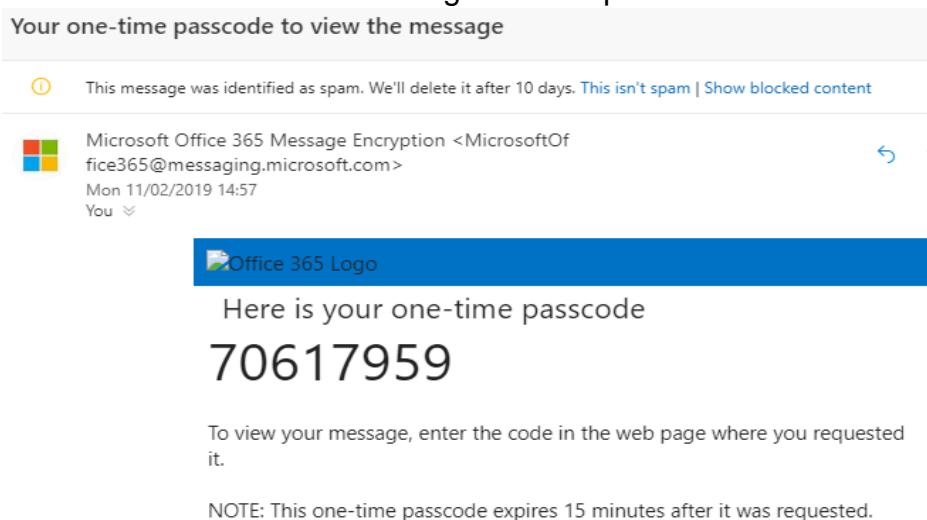 Your one-time passcode to view the message
This message was identified as spam. We'll delete it after 10 days. This isn't spam | Show blocked content
Microsoft Office 365 Message Encryption <MicrosoftOf
fice365@messaging.microsoft.com>
Mon 11/02/2019 14:57
You
Office 365 Logo
Here is your one-time passcode
70617959
To view your message, enter the code in the web page where you requested
it.
NOTE: This one-time passcode expires 15 minutes after it was requested.